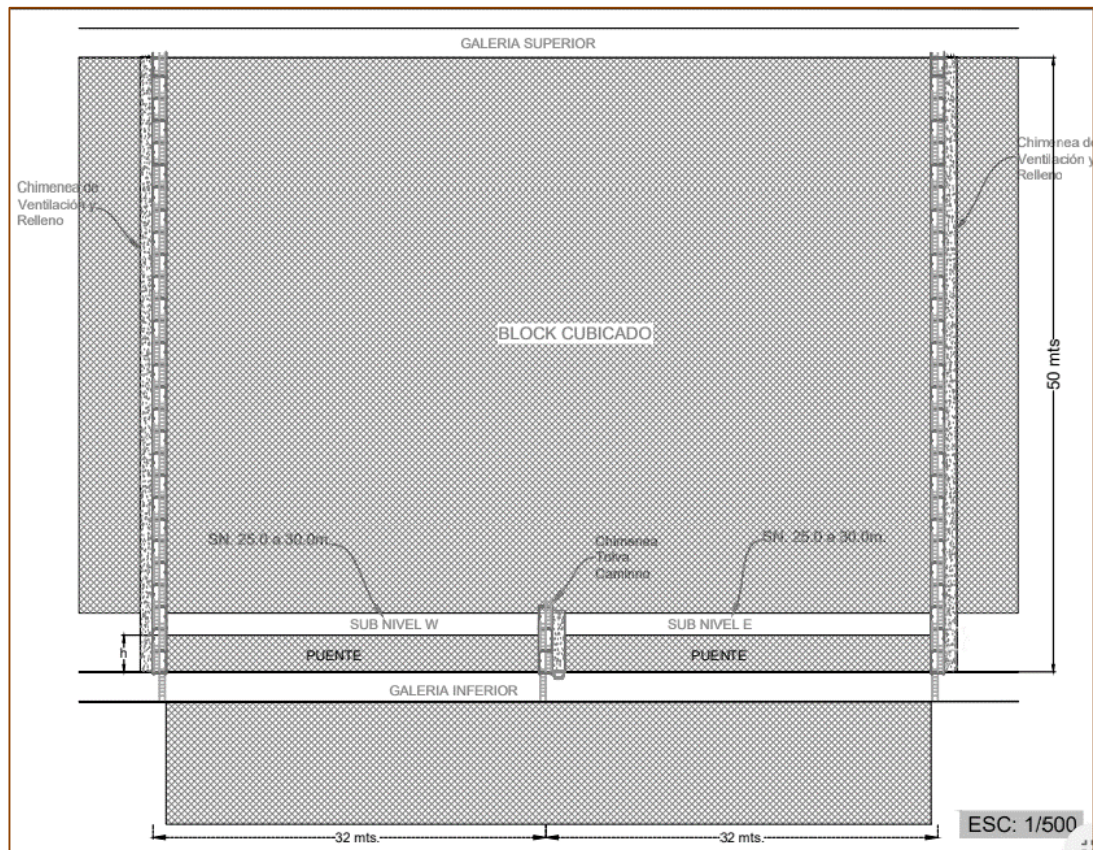 GALERIA SUPERIOR
Chimenea de
Ventilación y
Relleno
Chimenea de
Ventilación y
Relleno
BLOCK CUBICADO
50 mts
SN. 25.0 a 30.0m.
Chimenea
Tolva
Caminno
SN. 25.0 a 30.0m.
SUB NIVEL W
SUB NIVEL E
h
PUENTE
PUENTE
GALERIA INFERIOR
32 mts.
32 mts.
ESC: 1/500